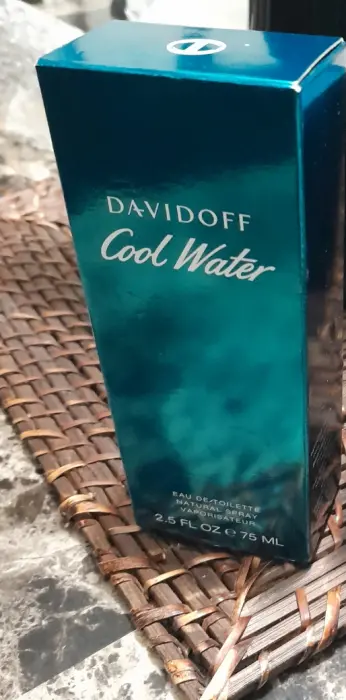 DAVIDOFF
Cool Water
EAU DE TOILETTE
NATURAL SPRAY
VAPORISATEUR
2.5 FL OZ ℮ 75 ML